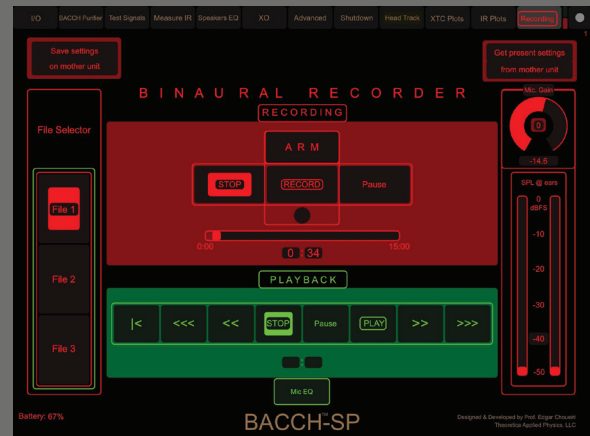 I/O BACCH Purifier Test Signals Measure IR Speakers EQ XO Advanced Shutdown Head Track XTC Plots IR Plots Recording
1
Save settings
on mother unit
Get present settings
from mother unit
BINAURAL RECORDER
RECORDING
Mic. Gain
0
-14.6
File Selector
File 1
File 2
File 3
ARM
STOP RECORD Pause
0:00 15:00
0 : 34
PLAYBACK
|< <<< << STOP Pause PLAY >> >>>
:
Mic EQ
SPL @ ears
0
dBFS
-10
-20
-30
-40
-50
Battery: 67%
BACCH™-SP
Designed & Developed by Prof. Edgar Choueiri
Theoretica Applied Physics, LLC